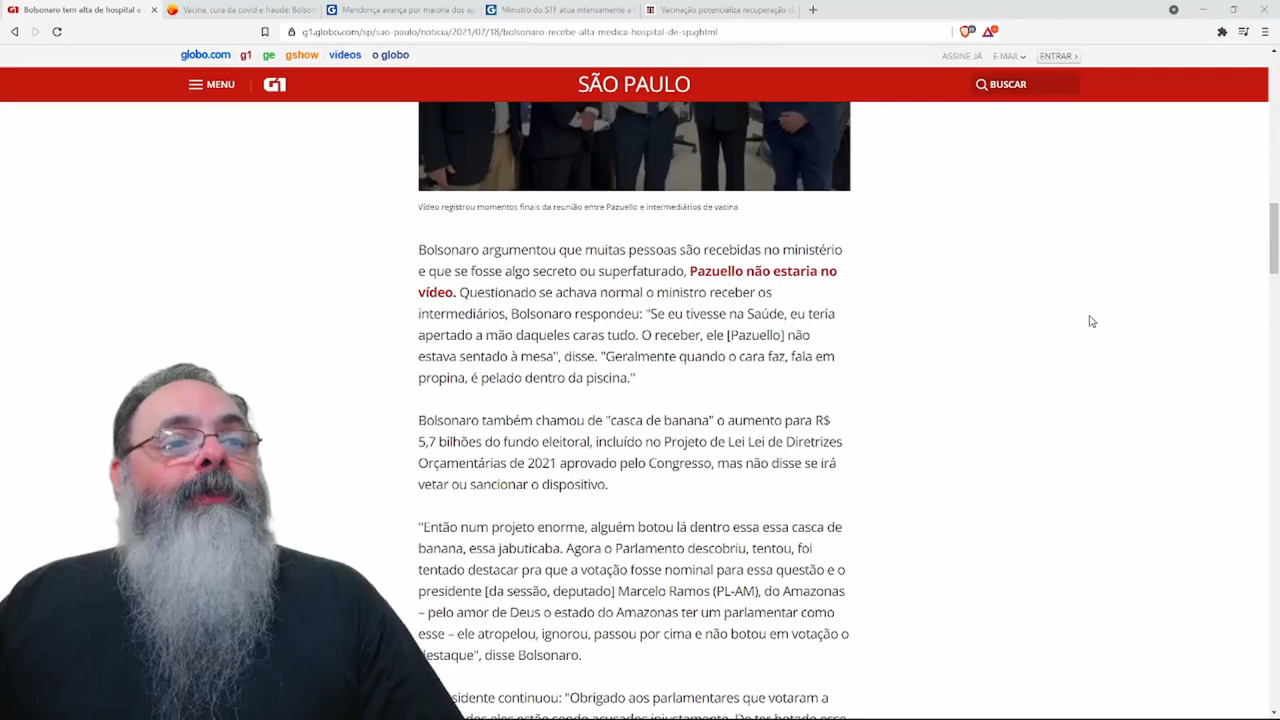 Bolsonaro tem alta de hospital e
Vacina, cura da covid e fraude: Bolson
Mendonça avança por maioria dos ap
Ministro do STF atua intensamente a
Vacinação potencializa recuperação d
g1.globo.com/sp/sao-paulo/noticia/2021/07/18/bolsonaro-recebe-alta-medica-hospital-de-sp.ghtml
globo.com g1 ge gshow videos o globo
ASSINE JÁ E-MAIL ENTRAR ›
MENU G1 SÃO PAULO BUSCAR
Vídeo registrou momentos finais da reunião entre Pazuello e intermediários de vacina
Bolsonaro argumentou que muitas pessoas são recebidas no ministério
e que se fosse algo secreto ou superfaturado, Pazuello não estaria no
vídeo. Questionado se achava normal o ministro receber os
intermediários, Bolsonaro respondeu: "Se eu tivesse na Saúde, eu teria
apertado a mão daqueles caras tudo. O receber, ele [Pazuello] não
estava sentado à mesa", disse. "Geralmente quando o cara faz, fala em
propina, é pelado dentro da piscina."
Bolsonaro também chamou de "casca de banana" o aumento para R$
5,7 bilhões do fundo eleitoral, incluído no Projeto de Lei Lei de Diretrizes
Orçamentárias de 2021 aprovado pelo Congresso, mas não disse se irá
vetar ou sancionar o dispositivo.
"Então num projeto enorme, alguém botou lá dentro essa essa casca de
banana, essa jabuticaba. Agora o Parlamento descobriu, tentou, foi
tentado destacar pra que a votação fosse nominal para essa questão e o
presidente [da sessão, deputado] Marcelo Ramos (PL-AM), do Amazonas
– pelo amor de Deus o estado do Amazonas ter um parlamentar como
esse – ele atropelou, ignorou, passou por cima e não botou em votação o
destaque", disse Bolsonaro.
sidente continuou: "Obrigado aos parlamentares que votaram a